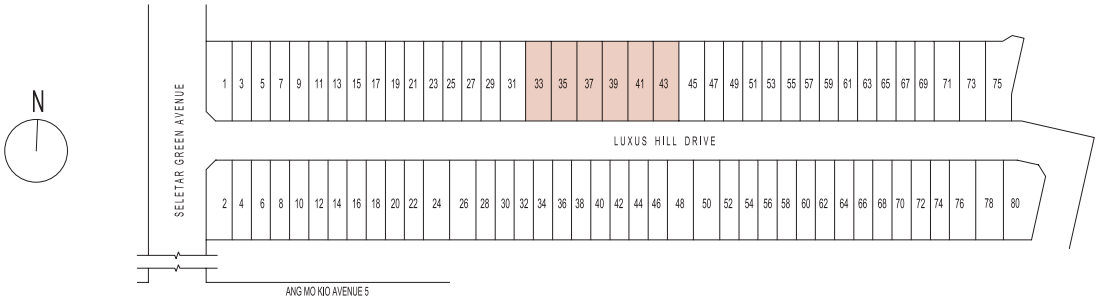 N
SELETAR GREEN AVENUE
1 3 5 7 9 11 13 15 17 19 21 23 25 27 29 31 33 35 37 39 41 43 45 47 49 51 53 55 57 59 61 63 65 67 69 71 73 75
LUXUS HILL DRIVE
2 4 6 8 10 12 14 16 18 20 22 24 26 28 30 32 34 36 38 40 42 44 46 48 50 52 54 56 58 60 62 64 66 68 70 72 74 76 78 80
ANG MO KIO AVENUE 5